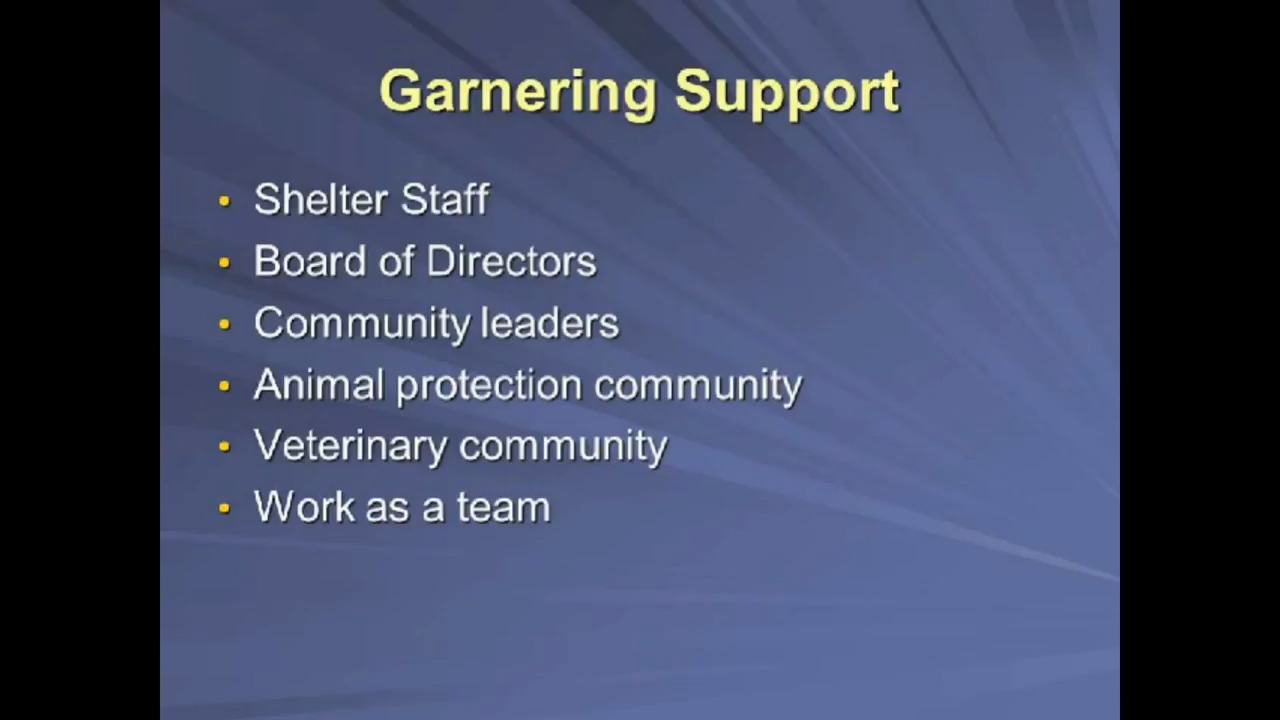 Garnering Support
• Shelter Staff
• Board of Directors
• Community leaders
• Animal protection community
• Veterinary community
• Work as a team